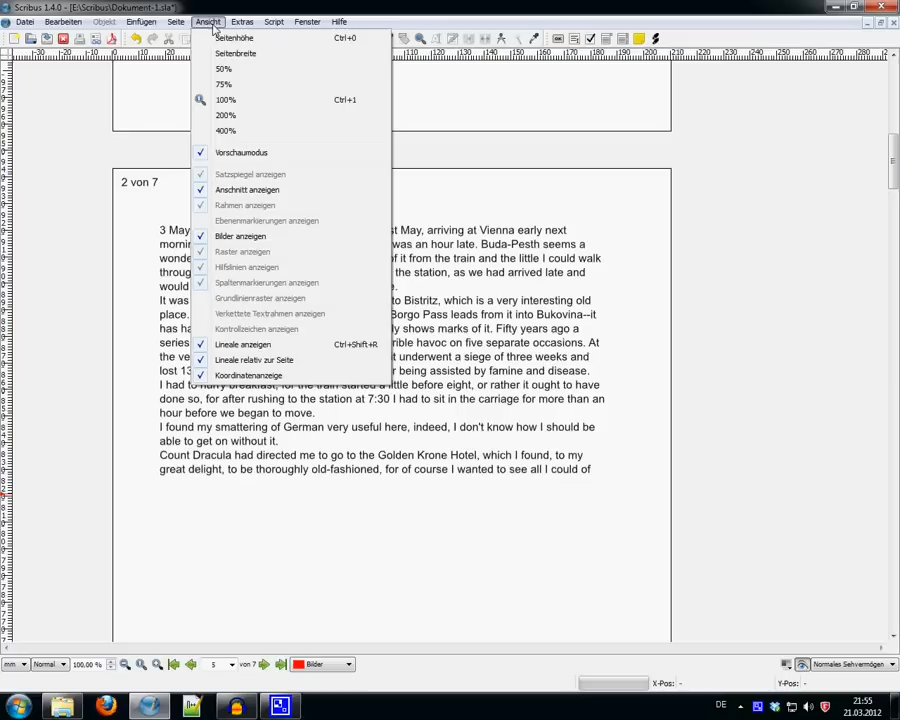 Scribus 1.4.0 - [E:\Scribus\Dokument-1.sla*]
Datei Bearbeiten Objekt Einfügen Seite Ansicht Extras Script Fenster Hilfe
Seitenhöhe Ctrl+0
Seitenbreite
50%
75%
100% Ctrl+1
200%
400%
Vorschaumodus
Satzspiegel anzeigen
Anschnitt anzeigen
Rahmen anzeigen
Ebenenmarkierungen anzeigen
Bilder anzeigen
Raster anzeigen
Hilfslinien anzeigen
Spaltenmarkierungen anzeigen
Grundlinienraster anzeigen
Verkettete Textrahmen anzeigen
Kontrollzeichen anzeigen
Lineale anzeigen Ctrl+Shift+R
Lineale relativ zur Seite
Koordinatenanzeige
2 von 7
3 May st May, arriving at Vienna early next
was an hour late. Buda-Pesth seems a
of it from the train and the little I could walk
the station, as we had arrived late and
would
It was to Bistritz, which is a very interesting old
place. Borgo Pass leads from it into Bukovina--it
has shows marks of it. Fifty years ago a
series havoc on five separate occasions. At
the underwent a siege of three weeks and
lost being assisted by famine and disease.
I had to hurry breakfast, for the train started a little before eight, or rather it ought to have
done so, for after rushing to the station at 7:30 I had to sit in the carriage for more than an
hour before we began to move.
I found my smattering of German very useful here, indeed, I don't know how I should be
able to get on without it.
Count Dracula had directed me to go to the Golden Krone Hotel, which I found, to my
great delight, to be thoroughly old-fashioned, for of course I wanted to see all I could of
mm Normal 100.00 % 5 von 7 Bilder Normales Sehvermögen
X-Pos: - Y-Pos: -
DE 21:55
21.03.2012